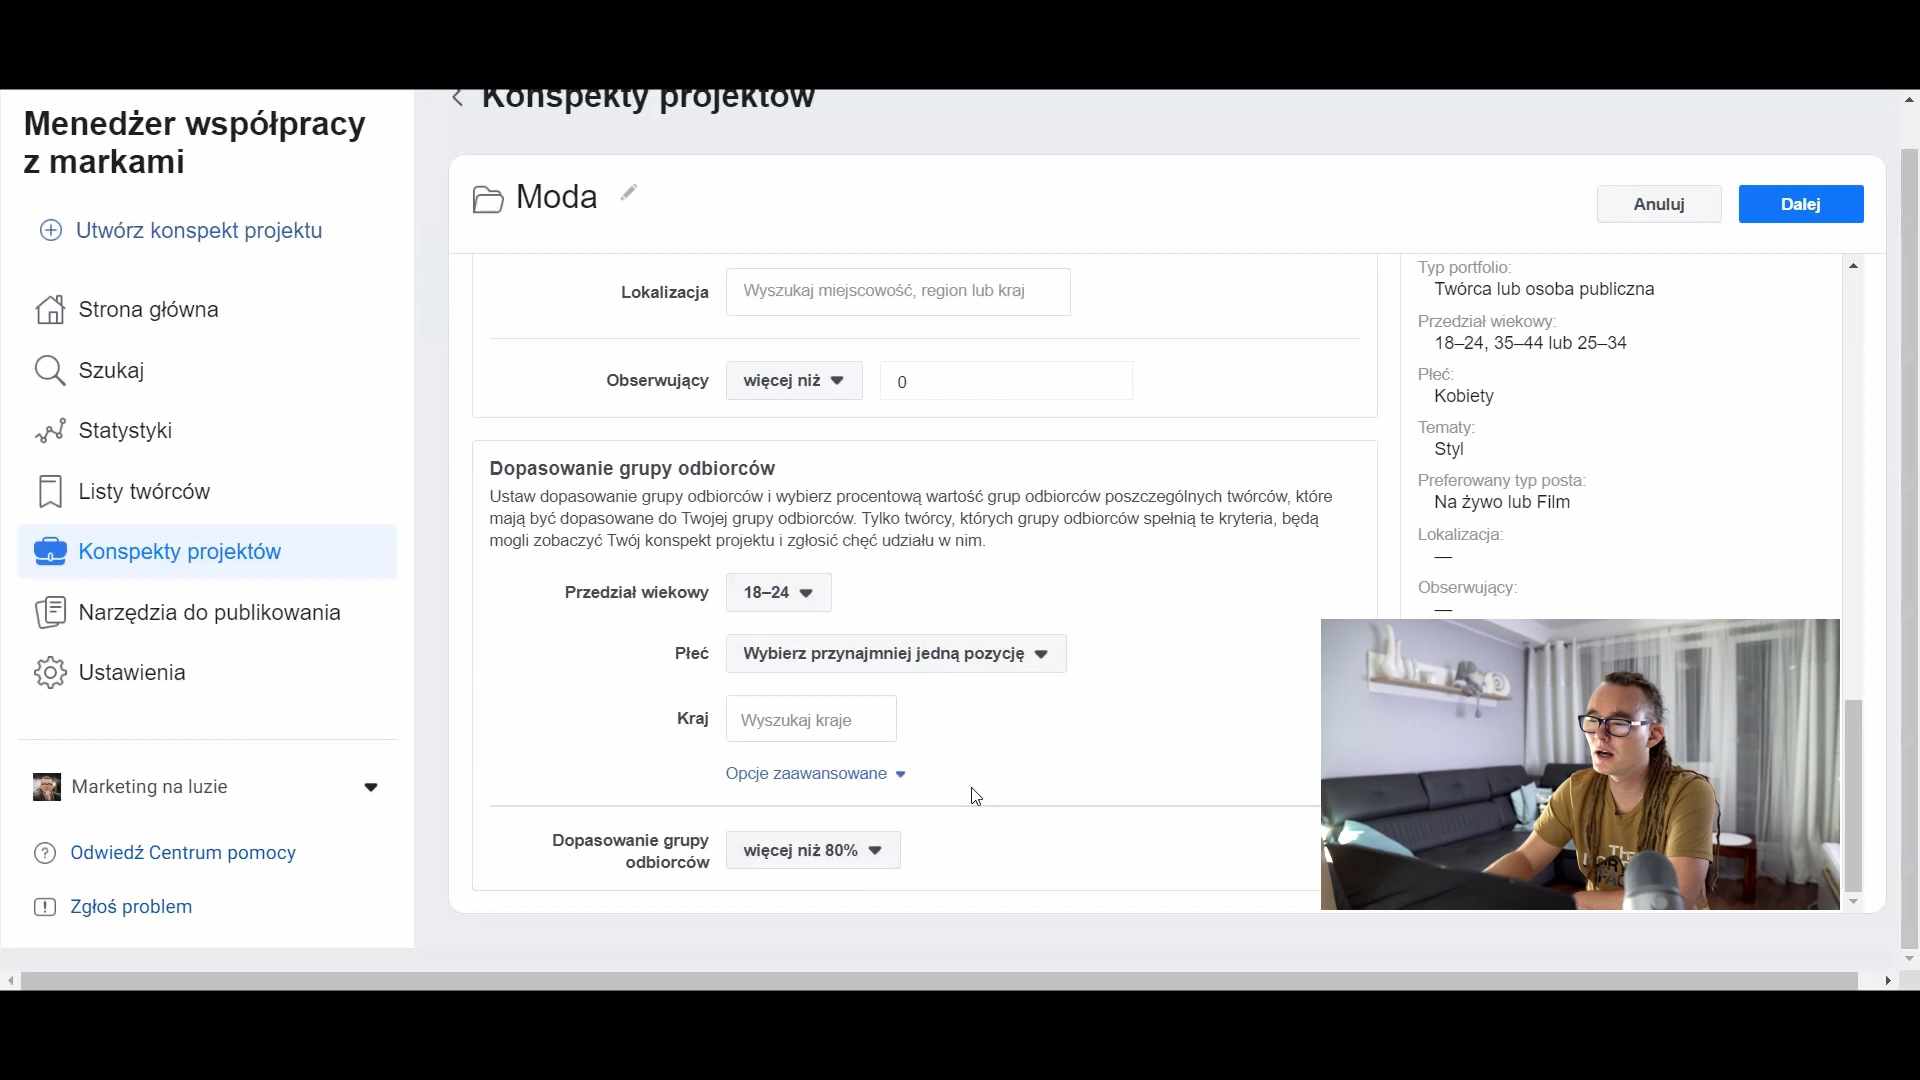 Menedżer współpracy
z markami
Utwórz konspekt projektu
Strona główna
Szukaj
Statystyki
Listy twórców
Konspekty projektów
Narzędzia do publikowania
Ustawienia
Marketing na luzie
Odwiedź Centrum pomocy
Zgłoś problem
Konspekty projektów
Moda
Anuluj
Dalej
Lokalizacja
Wyszukaj miejscowość, region lub kraj
Obserwujący
więcej niż
0
Dopasowanie grupy odbiorców
Ustaw dopasowanie grupy odbiorców i wybierz procentową wartość grup odbiorców poszczególnych twórców, które
mają być dopasowane do Twojej grupy odbiorców. Tylko twórcy, których grupy odbiorców spełnią te kryteria, będą
mogli zobaczyć Twój konspekt projektu i zgłosić chęć udziału w nim.
Przedział wiekowy
18–24
Płeć
Wybierz przynajmniej jedną pozycję
Kraj
Wyszukaj kraje
Opcje zaawansowane
Dopasowanie grupy
odbiorców
więcej niż 80%
Typ portfolio:
Twórca lub osoba publiczna
Przedział wiekowy:
18–24, 35–44 lub 25–34
Płeć:
Kobiety
Tematy:
Styl
Preferowany typ posta:
Na żywo lub Film
Lokalizacja:
—
Obserwujący:
—